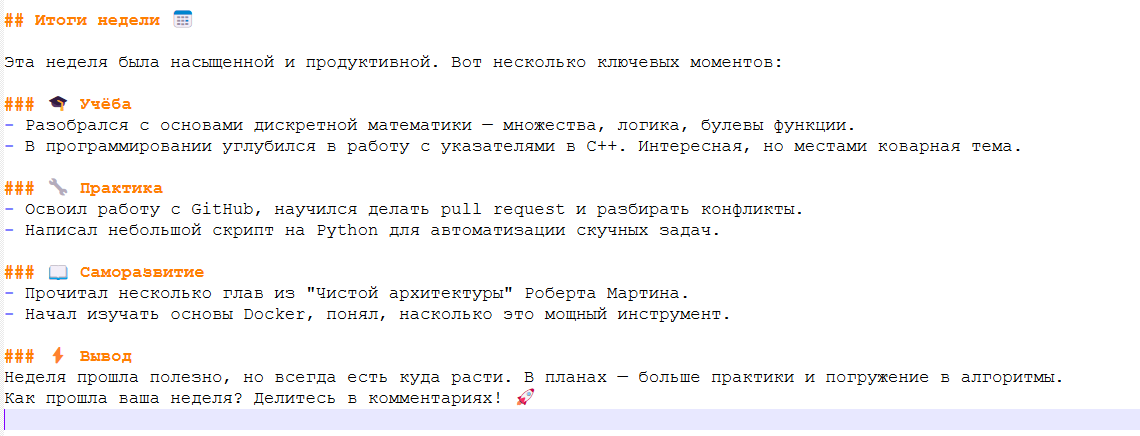 ## Итоги недели 📅
Эта неделя была насыщенной и продуктивной. Вот несколько ключевых моментов:
### 🎓 Учёба
- Разобрался с основами дискретной математики — множества, логика, булевы функции.
- В программировании углубился в работу с указателями в C++. Интересная, но местами коварная тема.
### 🔧 Практика
- Освоил работу с GitHub, научился делать pull request и разбирать конфликты.
- Написал небольшой скрипт на Python для автоматизации скучных задач.
### 📖 Саморазвитие
- Прочитал несколько глав из "Чистой архитектуры" Роберта Мартина.
- Начал изучать основы Docker, понял, насколько это мощный инструмент.
### ⚡ Вывод
Неделя прошла полезно, но всегда есть куда расти. В планах — больше практики и погружение в алгоритмы.
Как прошла ваша неделя? Делитесь в комментариях! 🚀